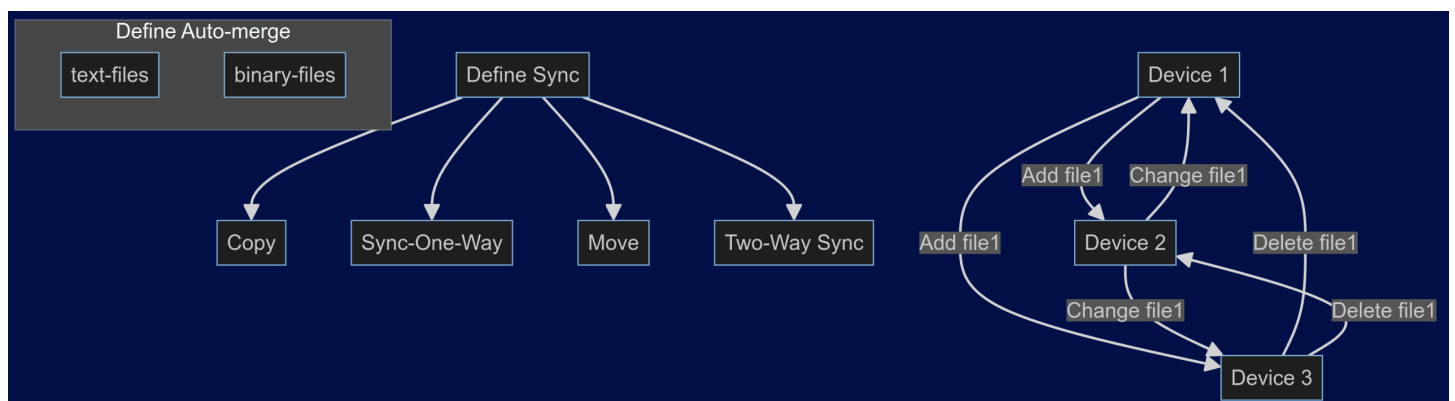 Define Auto-merge
text-files
binary-files
Define Sync
Copy
Sync-One-Way
Move
Two-Way Sync
Device 1
Add file1
Change file1
Add file1
Device 2
Delete file1
Change file1
Delete file1
Device 3